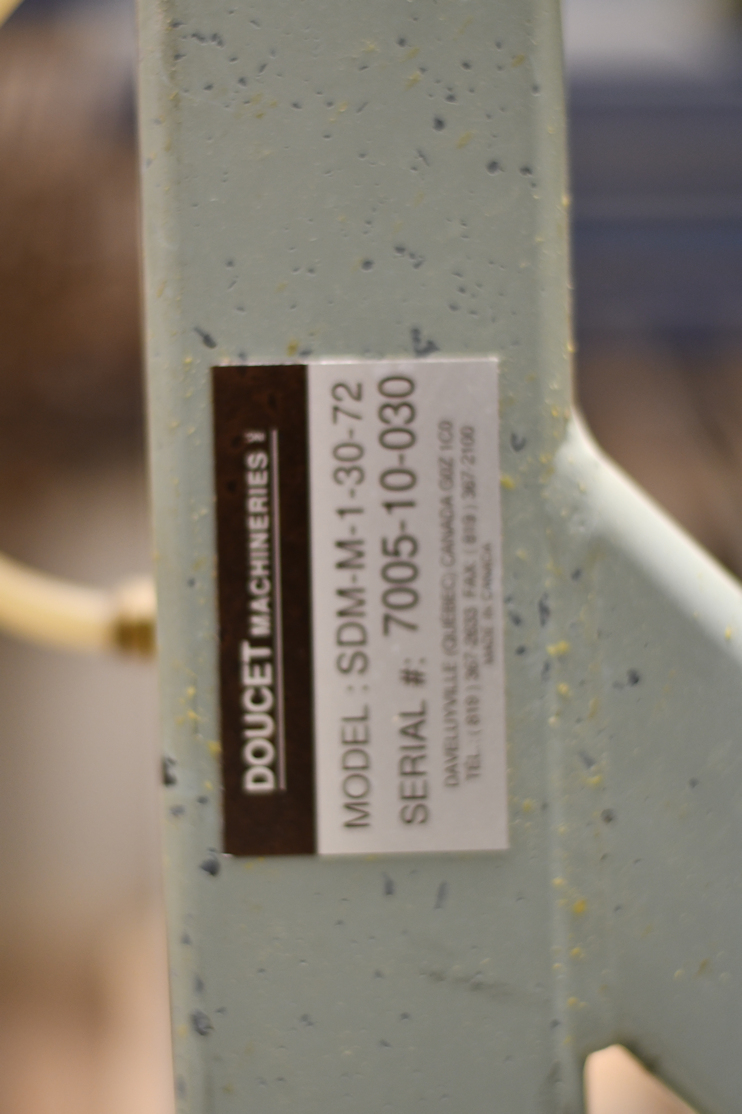 DOUCET MACHINERIES
MODEL : SDM-M-1-30-72
SERIAL #: 7005-10-030
DAVELUYVILLE (QUÉBEC) CANADA G0Z 1C0
TEL. : ( 819 ) 367-2633 FAX : ( 819 ) 367-2100
MADE IN CANADA